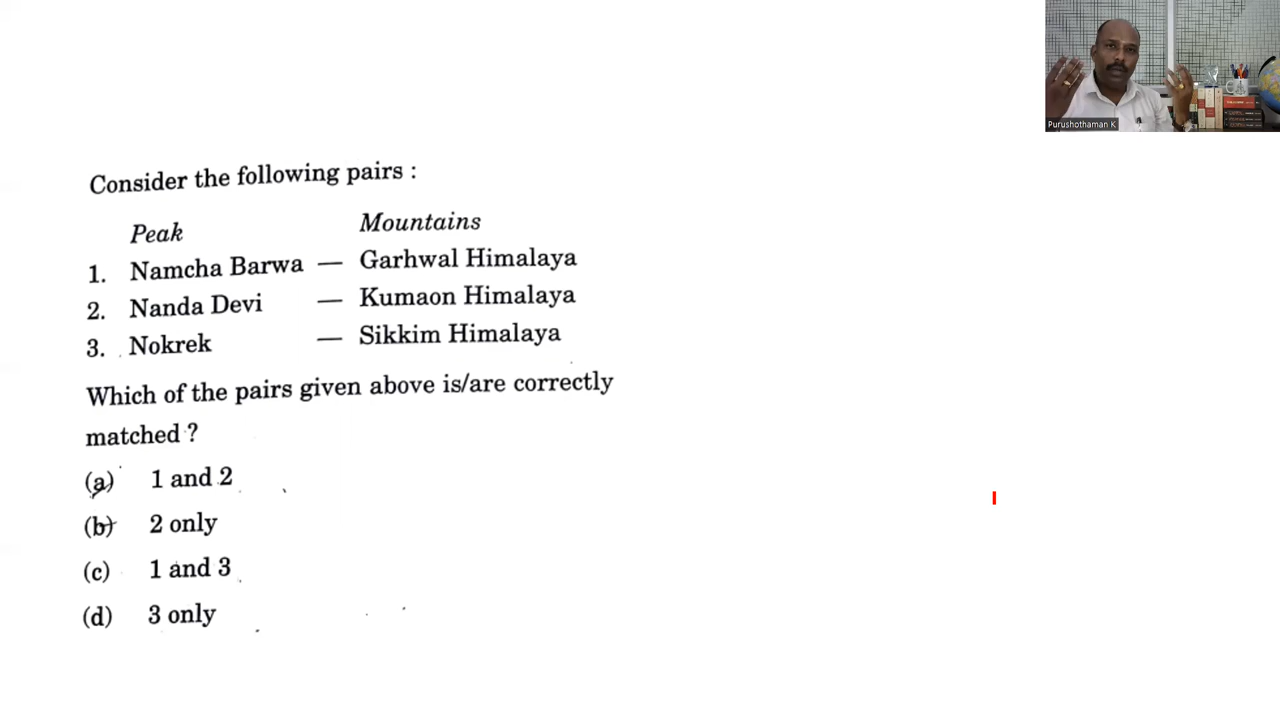 Purushothaman K
Consider the following pairs :
Peak Mountains
1. Namcha Barwa — Garhwal Himalaya
2. Nanda Devi — Kumaon Himalaya
3. Nokrek — Sikkim Himalaya
Which of the pairs given above is/are correctly
matched ?
(a) 1 and 2
(b) 2 only
(c) 1 and 3
(d) 3 only